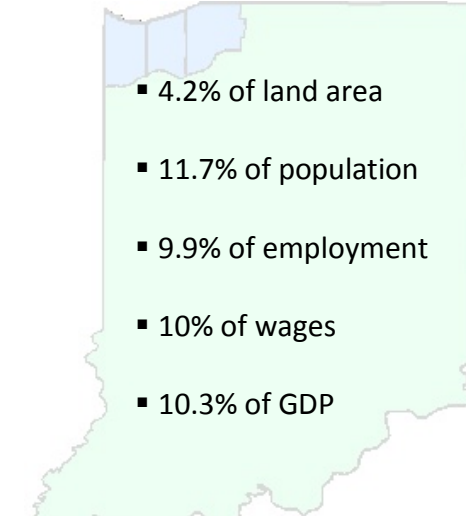 ▪ 4.2% of land area
▪ 11.7% of population
▪ 9.9% of employment
▪ 10% of wages
▪ 10.3% of GDP